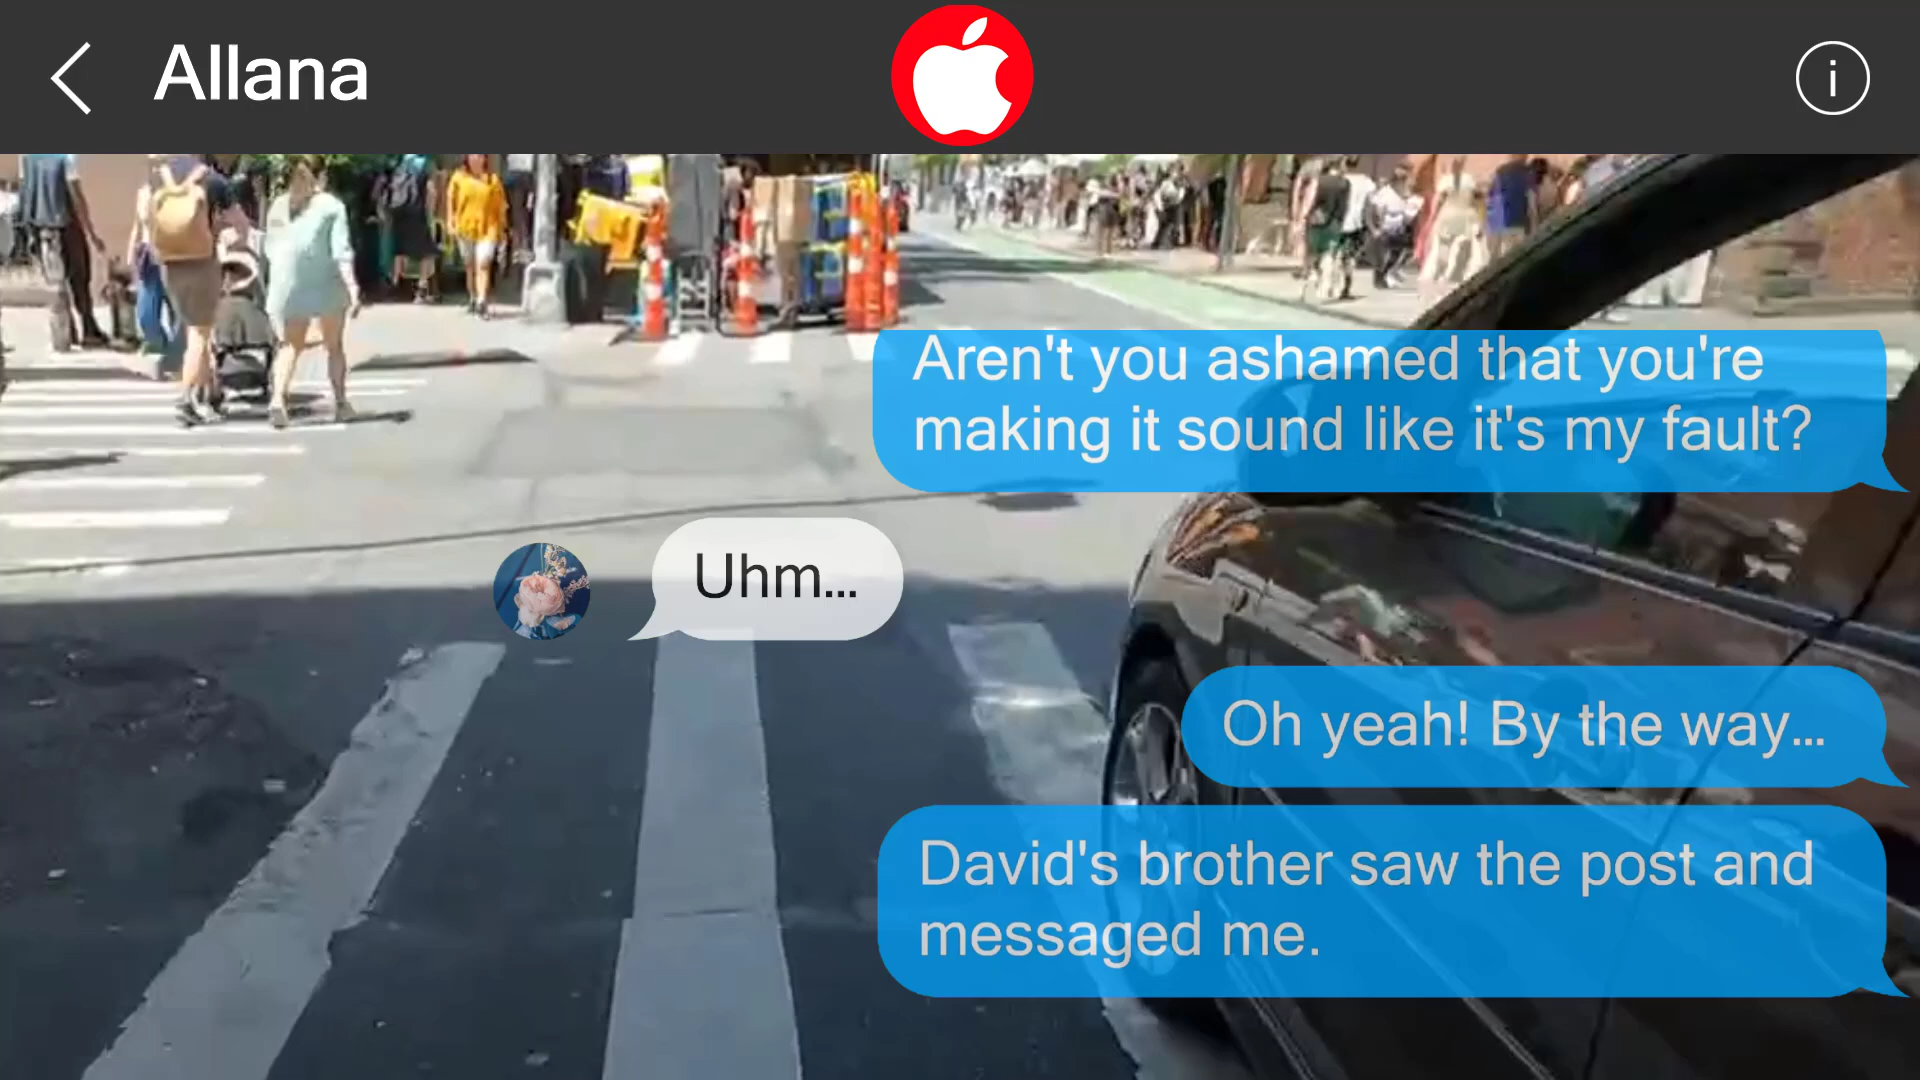 Allana
i
Aren't you ashamed that you're
making it sound like it's my fault?
Uhm...
Oh yeah! By the way...
David's brother saw the post and
messaged me.